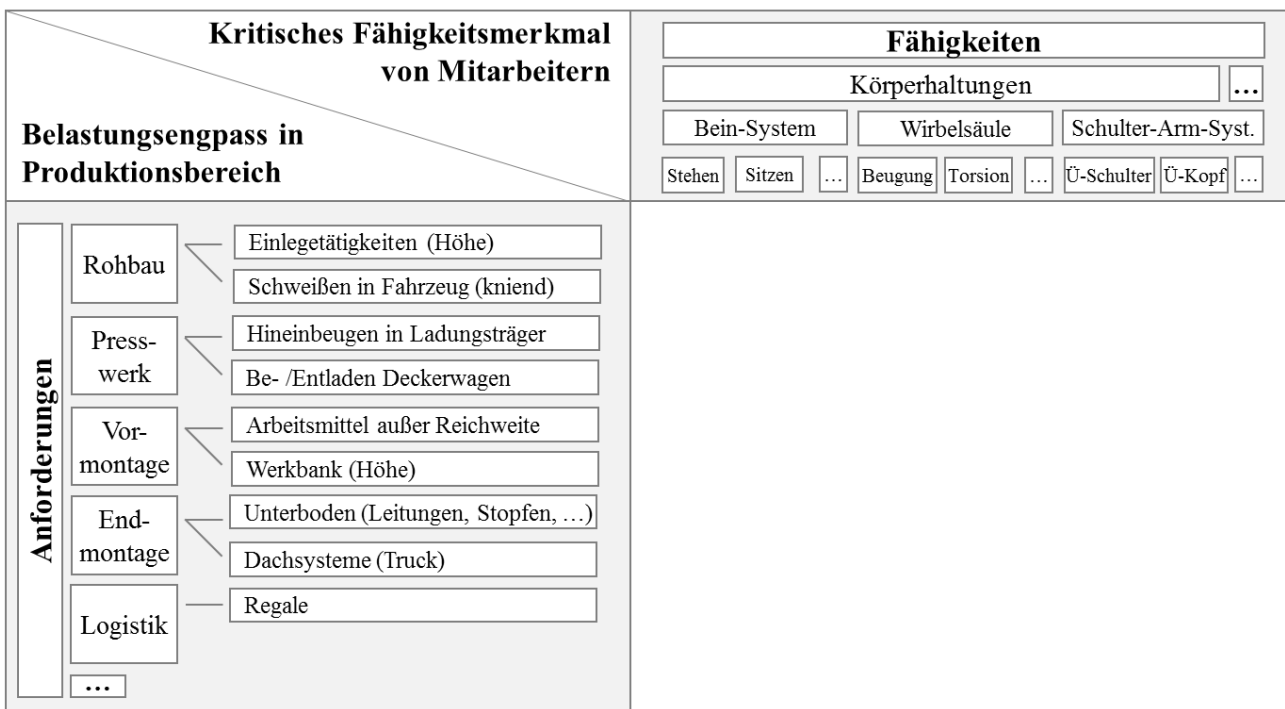 Kritisches Fähigkeitsmerkmal
von Mitarbeitern
Belastungsengpass in
Produktionsbereich
Fähigkeiten
Körperhaltungen
...
Bein-System
Wirbelsäule
Schulter-Arm-Syst.
Stehen
Sitzen
...
Beugung
Torsion
...
Ü-Schulter
Ü-Kopf
...
Anforderungen
Rohbau
Einlegetätigkeiten (Höhe)
Schweißen in Fahrzeug (kniend)
Press-
werk
Hineinbeugen in Ladungsträger
Be- /Entladen Deckerwagen
Vor-
montage
Arbeitsmittel außer Reichweite
Werkbank (Höhe)
End-
montage
Unterboden (Leitungen, Stopfen, ...)
Dachsysteme (Truck)
Logistik
Regale
...